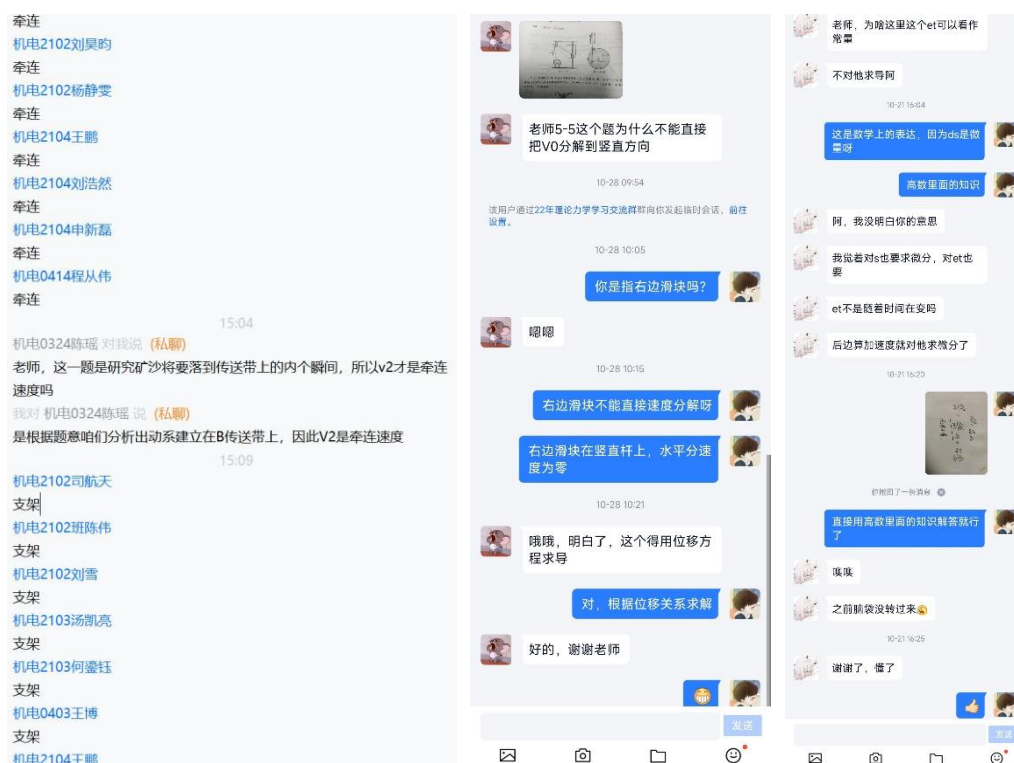 牵连
机电2102刘昊昀
牵连
机电2102杨静雯
牵连
机电2104王鹏
牵连
机电2104刘浩然
牵连
机电2104申新磊
牵连
机电0414程从伟
牵连
15:04
机电0324陈瑶 对我说 (私聊)
老师，这一题是研究矿沙将要落到传送带上的内个瞬间，所以v2才是牵连
速度吗
我对 机电0324陈瑶 说 (私聊)
是根据题意咱们分析出动系建立在B传送带上，因此V2是牵连速度
15:09
机电2102司航天
支架
机电2102班陈伟
支架
机电2102刘雪
支架
机电2103汤凯亮
支架
机电2103何鎏钰
支架
机电0403王博
支架
机电2104王鹏
老师5-5这个题为什么不能直接
把V0分解到竖直方向
10-28 09:54
该用户通过22年理论力学学习交流群群向你发起临时会话，前往
设置。
10-28 10:05
你是指右边滑块吗?
嗯嗯
10-28 10:15
右边滑块不能直接速度分解呀
右边滑块在竖直杆上，水平分速
度为零
10-28 10:21
哦哦，明白了，这个得用位移方
程求导
对，根据位移关系求解
好的，谢谢老师
发送
老师，为啥这里这个et可以看作
常量
不对他求导阿
10-21 16:04
这是数学上的表达，因为ds是微
量呀
高数里面的知识
阿，我没明白你的意思
我觉着对s也要求微分，对et也
要
et不是随着时间在变吗
后边算加速度就对他求微分了
10-21 16:20
你撤回了一条消息
直接用高数里面的知识解答就行
了
噢噢
之前脑袋没转过来
10-21 16:25
谢谢了，懂了
发送